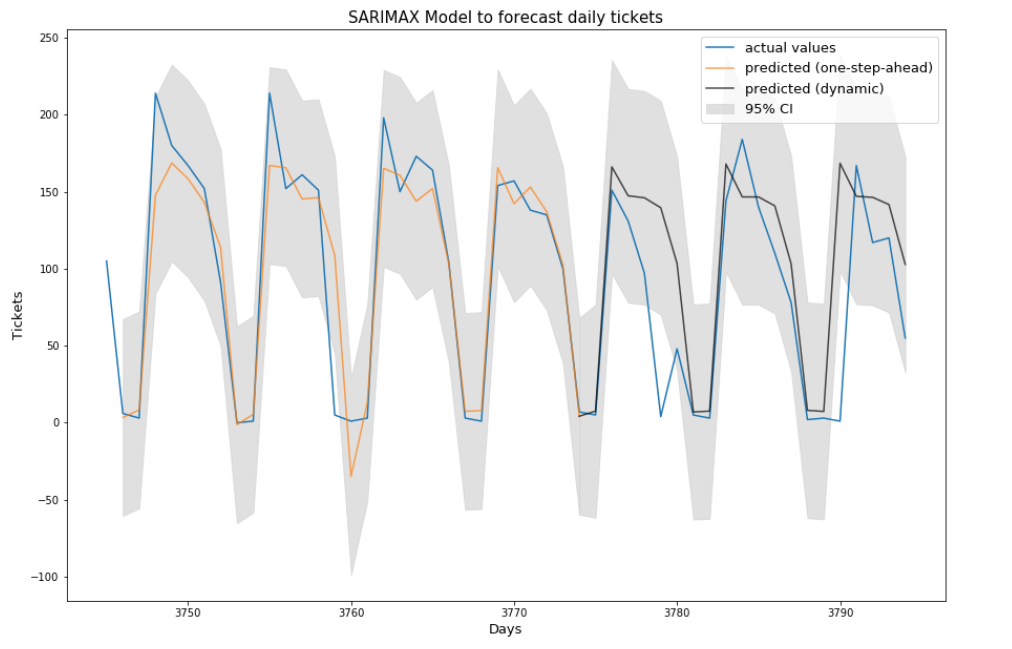 SARIMAX Model to forecast daily tickets
250
200
150
100
50
0
−50
−100
Tickets
actual values
predicted (one-step-ahead)
predicted (dynamic)
95% CI
3750
3760
3770
3780
3790
Days